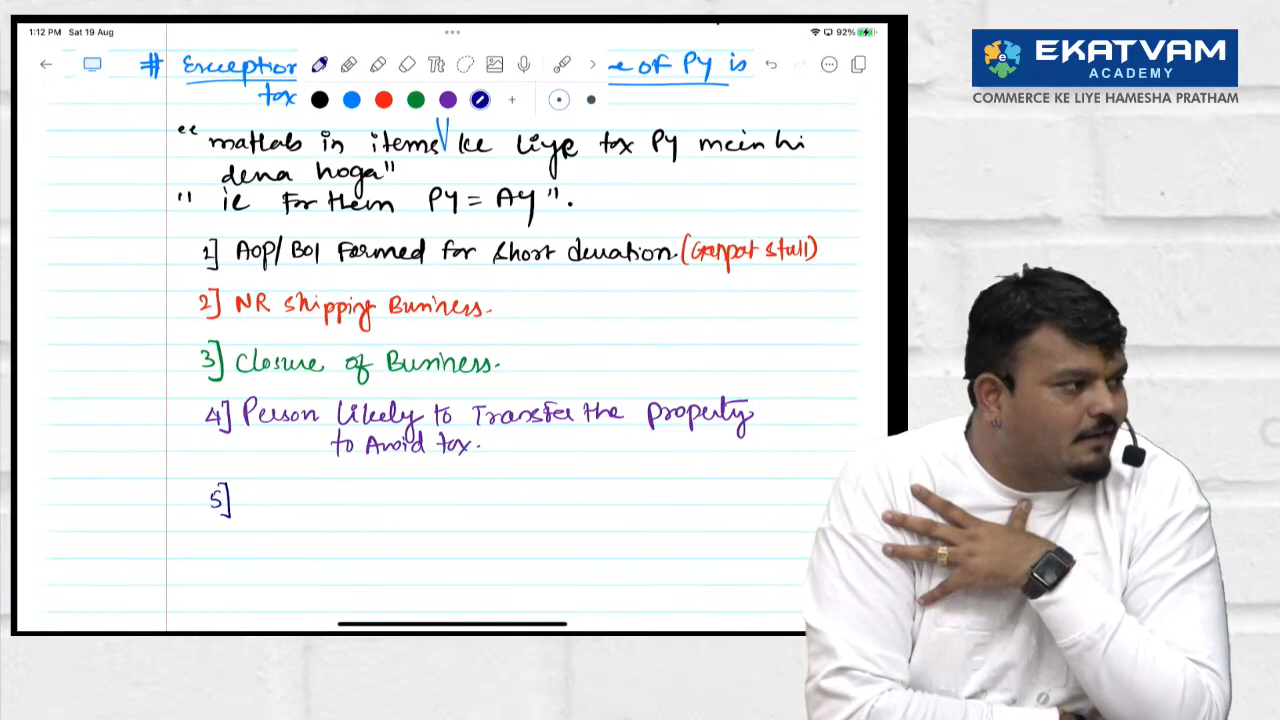 1:12 PM Sat 19 Aug
92%
# Exception e of Py is
tax
Tt
"matlab in items ke liye tax Py mein hi
dena hoga"
" ie For them PY = AY".
1] AOP/BOI Formed for short duration. (Ganpat stall)
2] NR Shipping Business.
3] Closure of Business.
4] Person likely to Transfer the property
to Avoid tax.
5]
EKATVAM
ACADEMY
COMMERCE KE LIYE HAMESHA PRATHAM